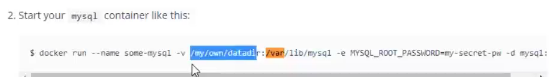 2. Start your mysql container like this:
$ docker run --name some-mysql -v /my/own/datadir:/var/lib/mysql -e MYSQL_ROOT_PASSWORD=my-secret-pw -d mysql: